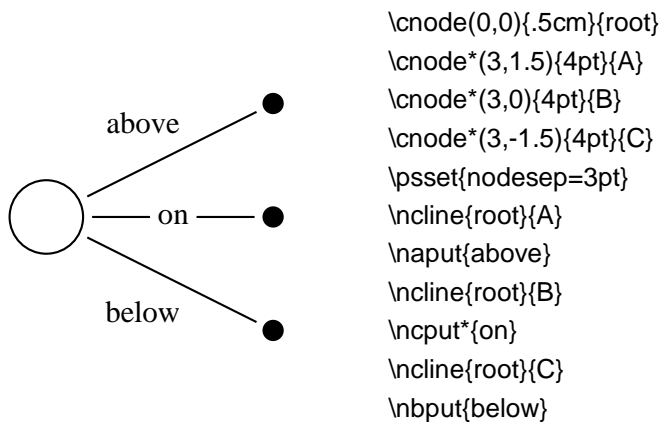 above
on
below
\cnode(0,0){.5cm}{root}
\cnode*(3,1.5){4pt}{A}
\cnode*(3,0){4pt}{B}
\cnode*(3,-1.5){4pt}{C}
\psset{nodesep=3pt}
\ncline{root}{A}
\naput{above}
\ncline{root}{B}
\ncput*{on}
\ncline{root}{C}
\nbput{below}